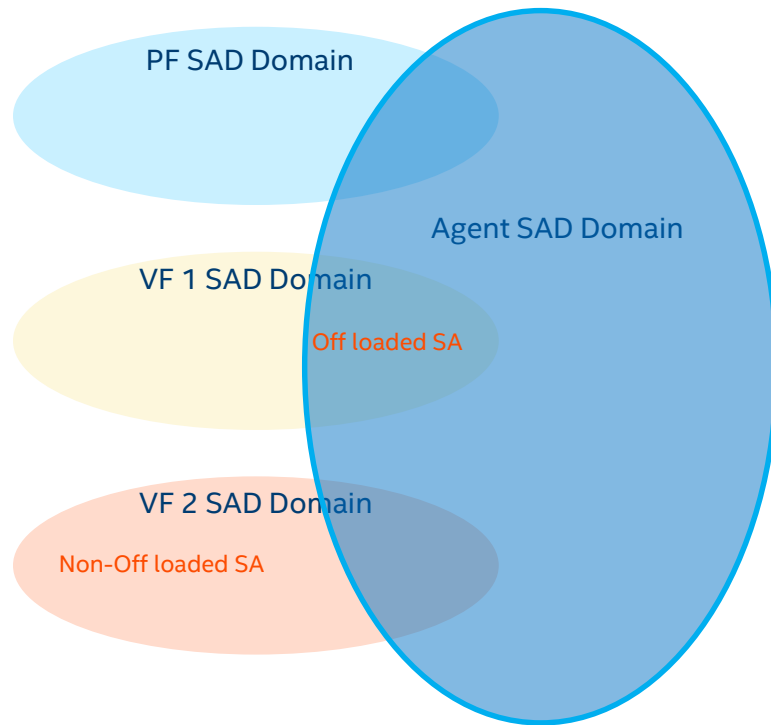 PF SAD Domain
Agent SAD Domain
VF 1 SAD Domain
Off loaded SA
VF 2 SAD Domain
Non-Off loaded SA